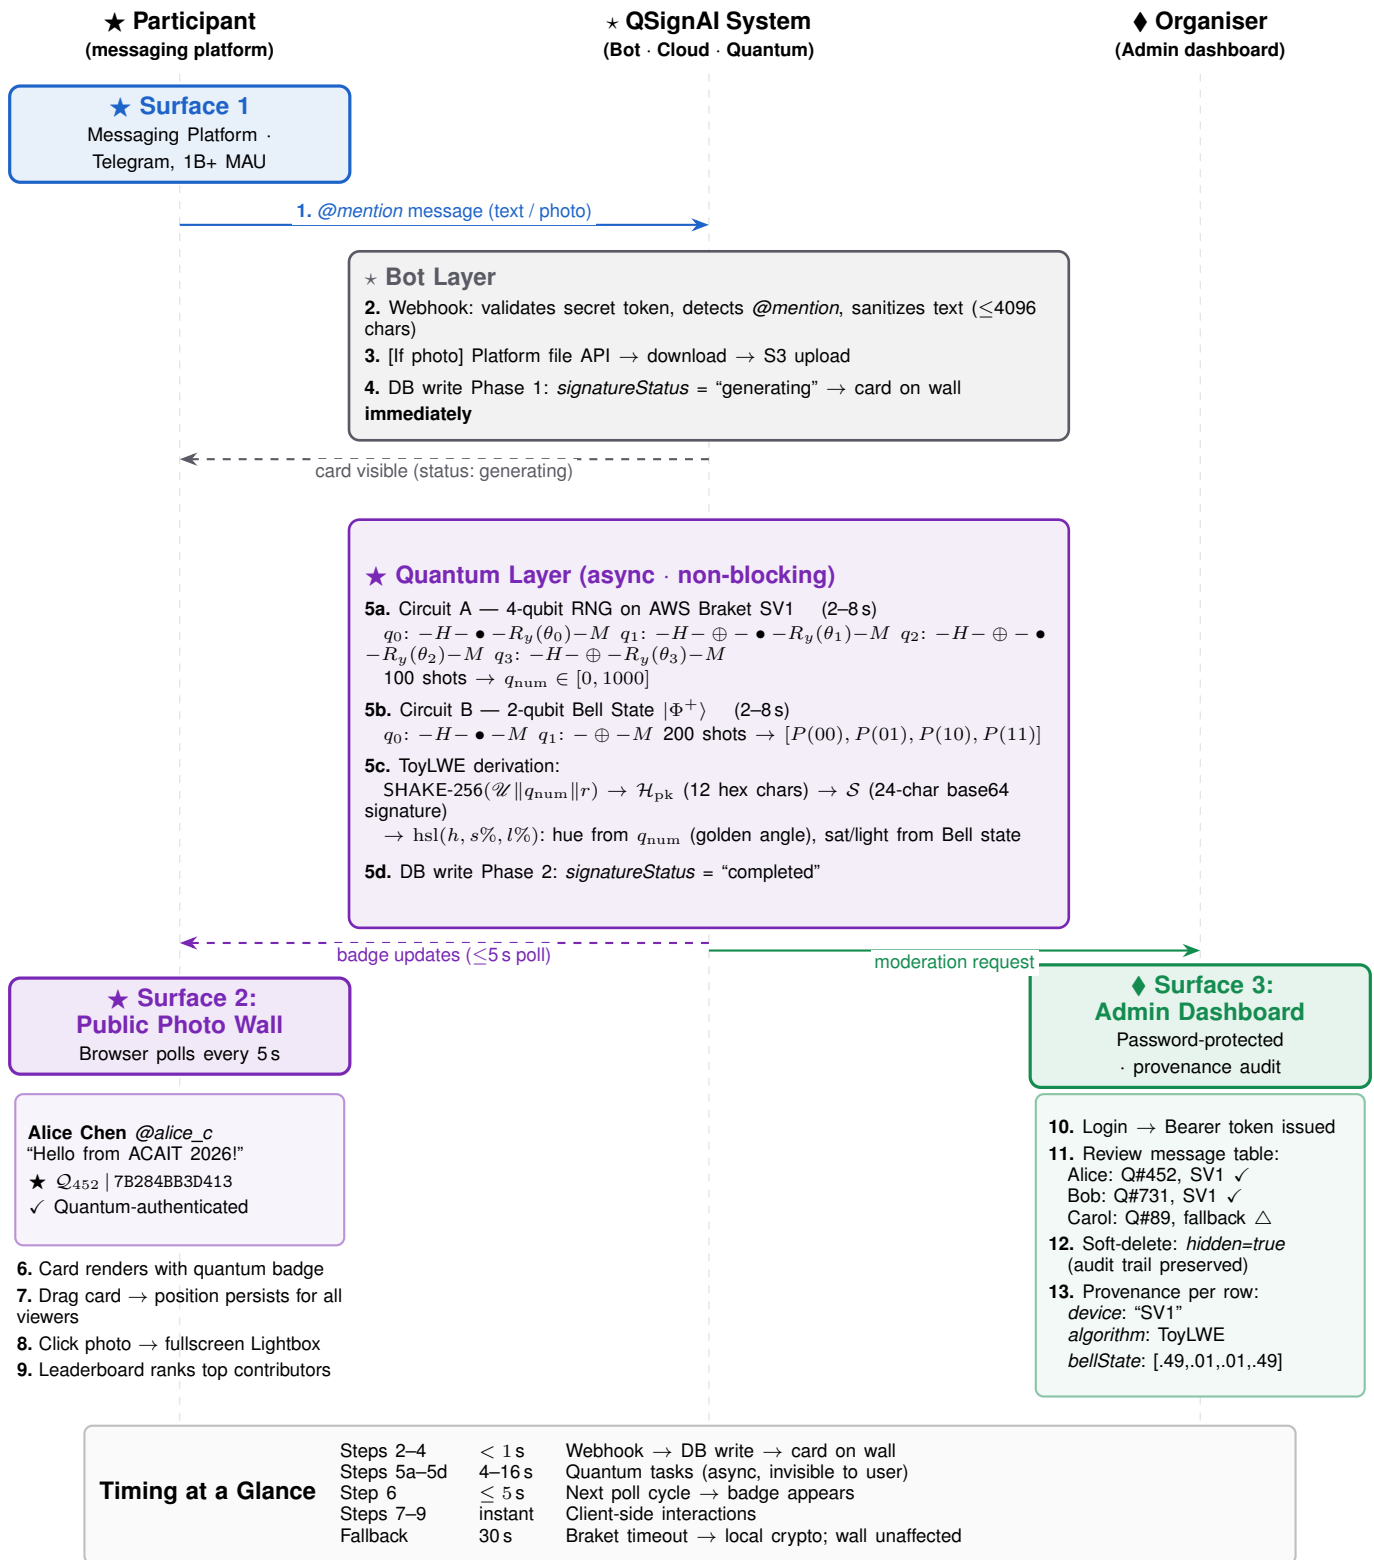 ★ Participant
(messaging platform)
⋆ QSignAI System
(Bot · Cloud · Quantum)
♦ Organiser
(Admin dashboard)
★ Surface 1
Messaging Platform ·
Telegram, 1B+ MAU
1. @mention message (text / photo)
⋆ Bot Layer
2. Webhook: validates secret token, detects @mention, sanitizes text (≤4096
chars)
3. [If photo] Platform file API → download → S3 upload
4. DB write Phase 1: signatureStatus = “generating” → card on wall
immediately
card visible (status: generating)
★ Quantum Layer (async · non-blocking)
5a. Circuit A — 4-qubit RNG on AWS Braket SV1 (2–8 s)
q₀: −H− • −R_y(θ₀)−M q₁: −H− ⊕ − • −R_y(θ₁)−M q₂: −H− ⊕ − •
−R_y(θ₂)−M q₃: −H− ⊕ −R_y(θ₃)−M
100 shots → q_num ∈ [0, 1000]
5b. Circuit B — 2-qubit Bell State |Φ⁺⟩ (2–8 s)
q₀: −H− • −M q₁: − ⊕ −M 200 shots → [P(00), P(01), P(10), P(11)]
5c. ToyLWE derivation:
SHAKE-256(𝒰‖q_num‖r) → ℋ_pk (12 hex chars) → 𝒮 (24-char base64
signature)
→ hsl(h, s%, l%): hue from q_num (golden angle), sat/light from Bell state
5d. DB write Phase 2: signatureStatus = “completed”
badge updates (≤5 s poll)
moderation request
★ Surface 2:
Public Photo Wall
Browser polls every 5 s
Alice Chen @alice_c
“Hello from ACAIT 2026!”
★ 𝒬₄₅₂ | 7B284BB3D413
✓ Quantum-authenticated
6. Card renders with quantum badge
7. Drag card → position persists for all
viewers
8. Click photo → fullscreen Lightbox
9. Leaderboard ranks top contributors
♦ Surface 3:
Admin Dashboard
Password-protected
· provenance audit
10. Login → Bearer token issued
11. Review message table:
Alice: Q#452, SV1 ✓
Bob: Q#731, SV1 ✓
Carol: Q#89, fallback △
12. Soft-delete: hidden=true
(audit trail preserved)
13. Provenance per row:
device: “SV1”
algorithm: ToyLWE
bellState: [.49,.01,.01,.49]
Timing at a Glance
Steps 2–4 < 1 s Webhook → DB write → card on wall
Steps 5a–5d 4–16 s Quantum tasks (async, invisible to user)
Step 6 ≤ 5 s Next poll cycle → badge appears
Steps 7–9 instant Client-side interactions
Fallback 30 s Braket timeout → local crypto; wall unaffected